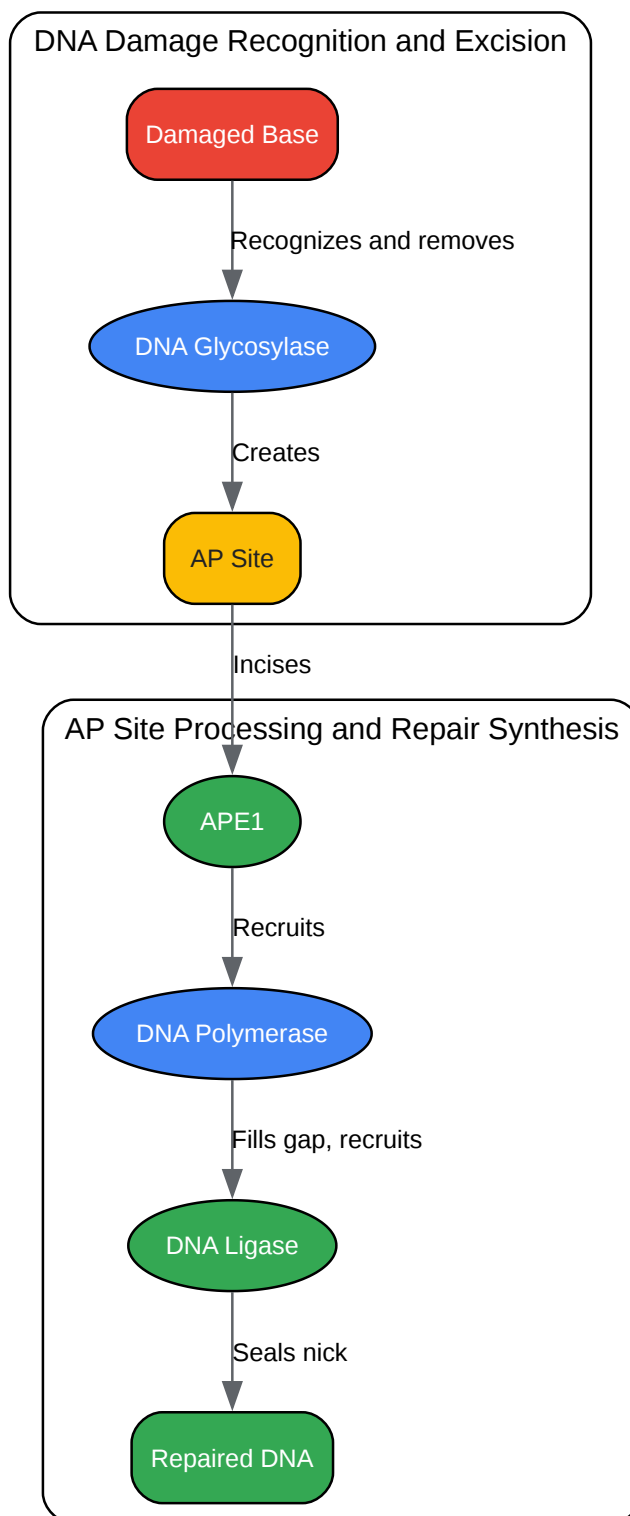 DNA Damage Recognition and Excision
Damaged Base
Recognizes and removes
DNA Glycosylase
Creates
AP Site
Incises
AP Site Processing and Repair Synthesis
APE1
Recruits
DNA Polymerase
Fills gap, recruits
DNA Ligase
Seals nick
Repaired DNA